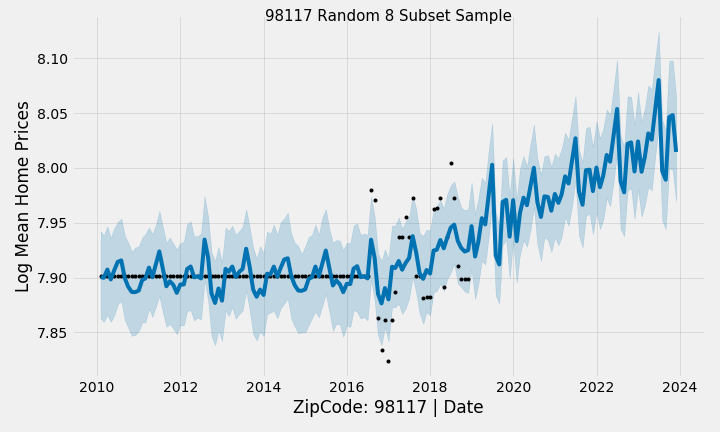 98117 Random 8 Subset Sample
Log Mean Home Prices
8.10
8.05
8.00
7.95
7.90
7.85
2010 2012 2014 2016 2018 2020 2022 2024
ZipCode: 98117 | Date